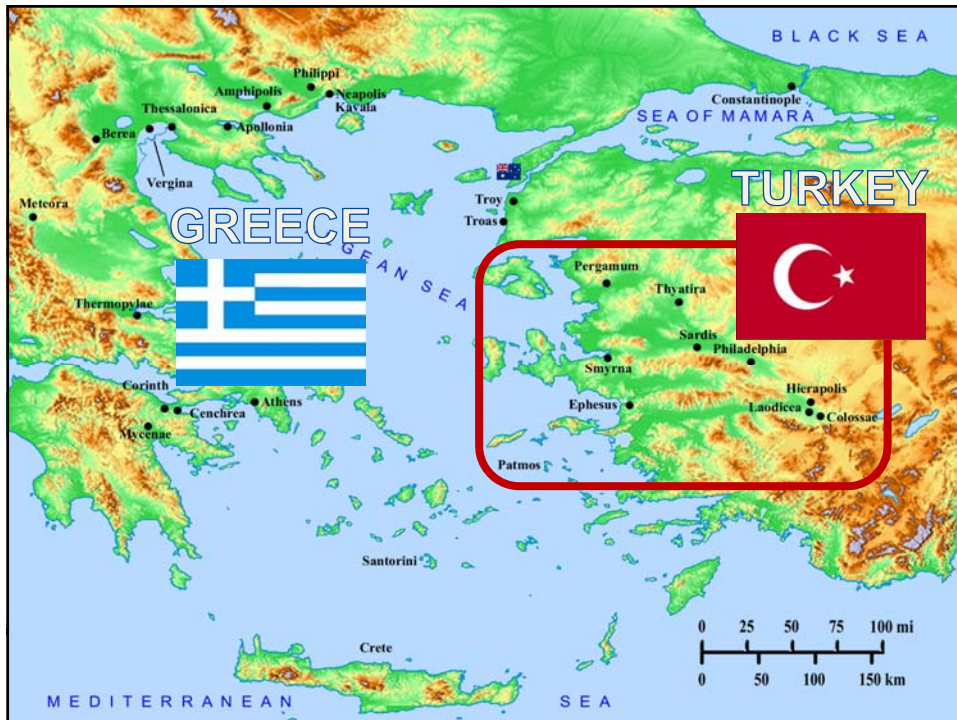 BLACK SEA
Philippi
Amphipolis
Neapolis
Kavala
Constantinople
Thessalonica
SEA OF MAMARA
Apollonia
Berea
Vergina
TURKEY
Meteora
Troy
GREECE
Troas
GEAN SEA
Pergamum
Thyatira
Thermopylae
Sardis
Philadelphia
Smyrna
Corinth
Hierapolis
Athens
Ephesus
Laodicea
Cenchrea
Colossae
Mycenae
Patmos
Santorini
0 25 50 75 100 mi
Crete
0 50 100 150 km
MEDITERRANEAN SEA